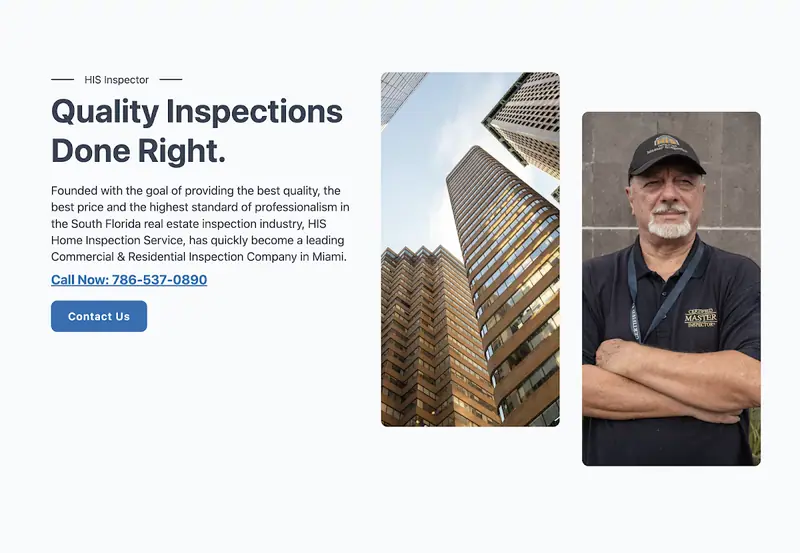 HIS Inspector
Quality Inspections
Done Right.
Founded with the goal of providing the best quality, the
best price and the highest standard of professionalism in
the South Florida real estate inspection industry, HIS
Home Inspection Service, has quickly become a leading
Commercial & Residential Inspection Company in Miami.
Call Now: 786-537-0890
Contact Us
CERTIFIED
MASTER
INSPECTOR